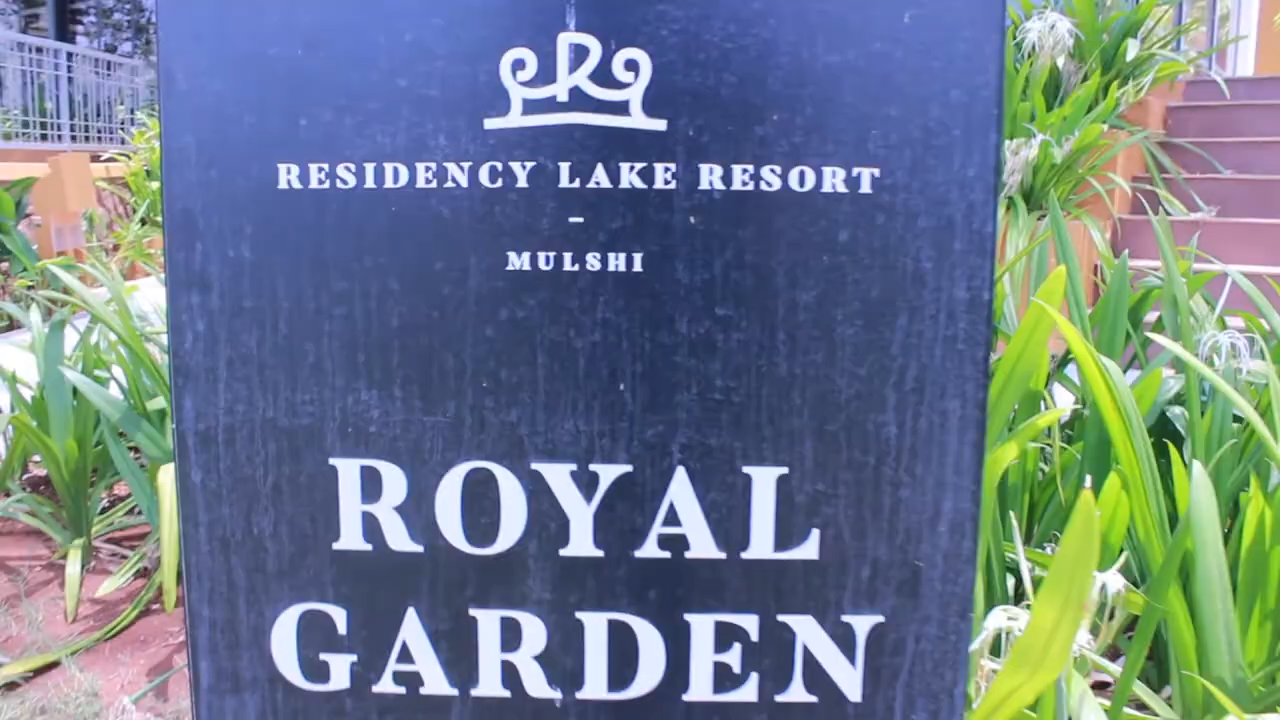 R
RESIDENCY LAKE RESORT
-
MULSHI
ROYAL
GARDEN